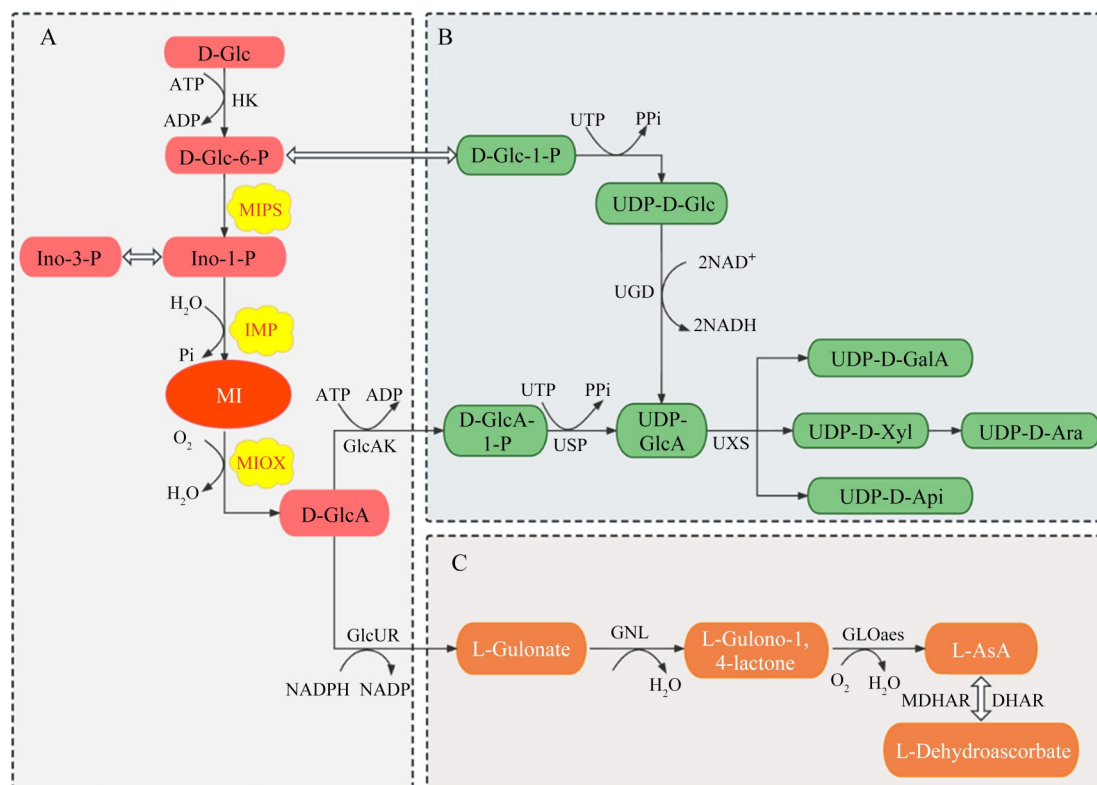 A
D-Glc
ATP
HK
ADP
D-Glc-6-P
MIPS
Ino-3-P
Ino-1-P
H₂O
IMP
Pi
MI
O₂
MIOX
H₂O
D-GlcA
ATP
ADP
GlcAK
GlcUR
NADPH
NADP
B
UTP
PPi
D-Glc-1-P
UDP-D-Glc
2NAD⁺
UGD
2NADH
UTP
PPi
D-GlcA-
1-P
USP
UDP-
GlcA
UXS
UDP-D-GalA
UDP-D-Xyl
UDP-D-Ara
UDP-D-Api
C
L-Gulonate
GNL
H₂O
L-Gulono-1,
4-lactone
GLOaes
O₂
H₂O
L-AsA
MDHAR
DHAR
L-Dehydroascorbate